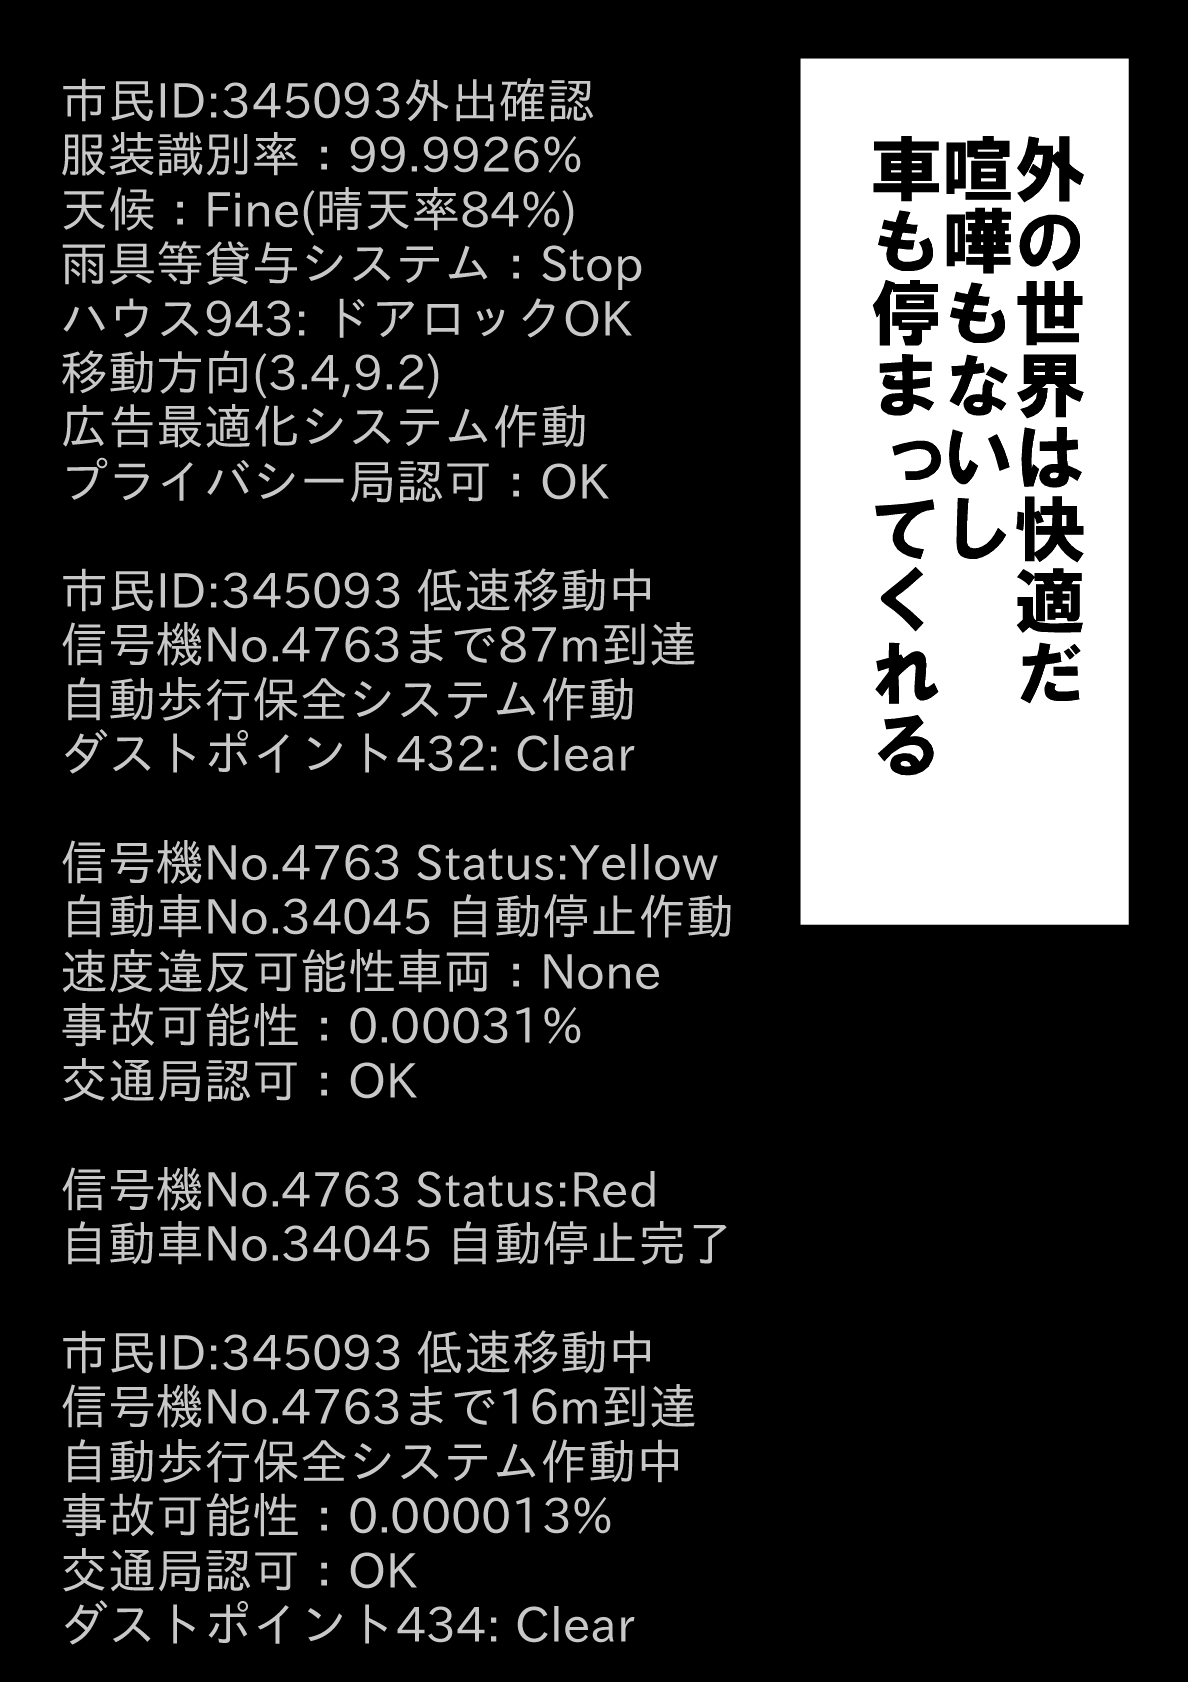 外の世界は快適だ
喧嘩もないし
車も停まってくれる
市民ID:345093外出確認
服装識別率：99.9926%
天候：Fine(晴天率84%)
雨具等貸与システム：Stop
ハウス943: ドアロックOK
移動方向(3.4,9.2)
広告最適化システム作動
プライバシー局認可：OK
市民ID:345093 低速移動中
信号機No.4763まで87m到達
自動歩行保全システム作動
ダストポイント432: Clear
信号機No.4763 Status:Yellow
自動車No.34045 自動停止作動
速度違反可能性車両：None
事故可能性：0.00031%
交通局認可：OK
信号機No.4763 Status:Red
自動車No.34045 自動停止完了
市民ID:345093 低速移動中
信号機No.4763まで16m到達
自動歩行保全システム作動中
事故可能性：0.000013%
交通局認可：OK
ダストポイント434: Clear